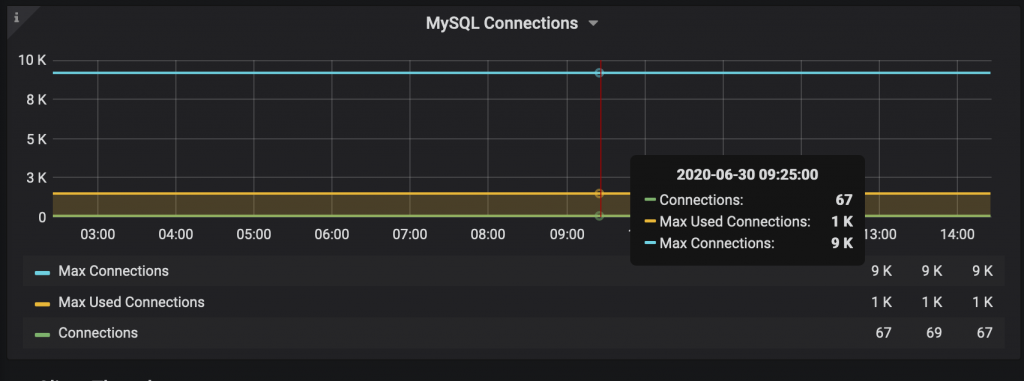 i
MySQL Connections
10 K
8 K
5 K
3 K
0
03:00 04:00 05:00 06:00 07:00 08:00 09:00 13:00 14:00
2020-06-30 09:25:00
Connections: 67
Max Used Connections: 1 K
Max Connections: 9 K
Max Connections 9 K 9 K 9 K
Max Used Connections 1 K 1 K 1 K
Connections 67 69 67